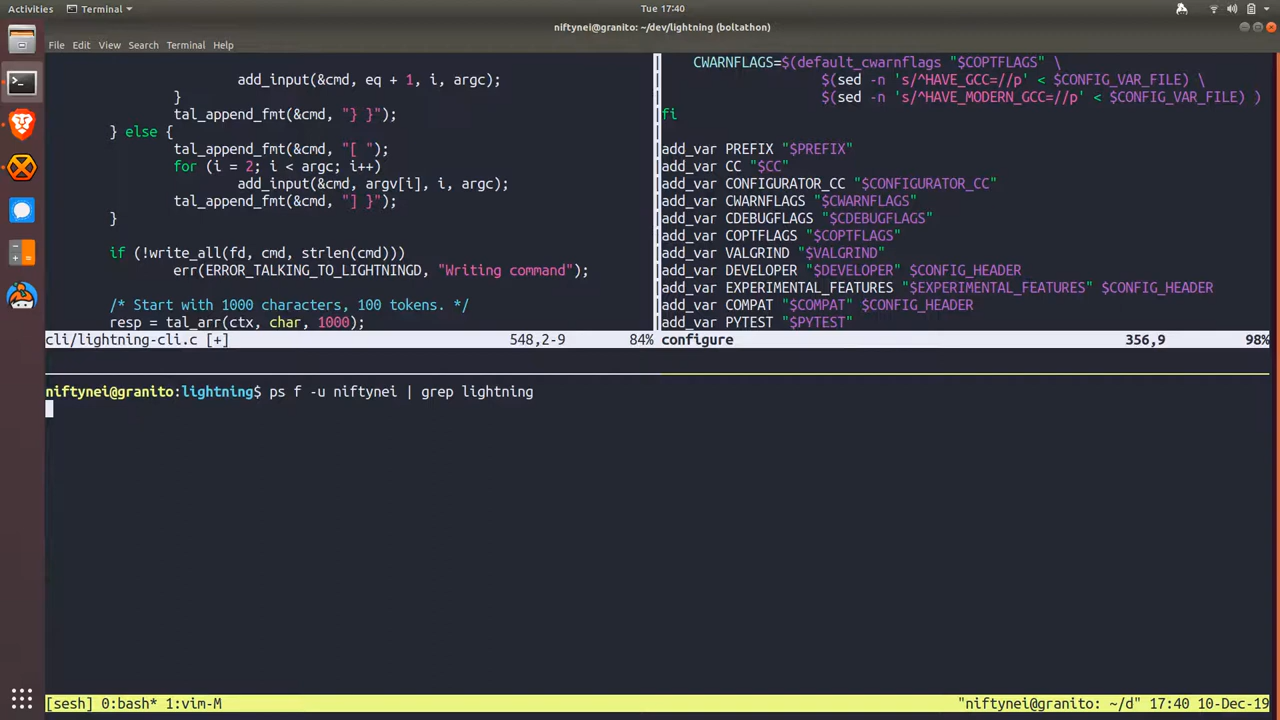 Activities
Terminal
Tue 17:40
niftynei@granito: ~/dev/lightning (boltathon)
File Edit View Search Terminal Help
add_input(&cmd, eq + 1, i, argc);
}
tal_append_fmt(&cmd, "} }");
} else {
tal_append_fmt(&cmd, "[ ");
for (i = 2; i < argc; i++)
add_input(&cmd, argv[i], i, argc);
tal_append_fmt(&cmd, "] }");
}
if (!write_all(fd, cmd, strlen(cmd)))
err(ERROR_TALKING_TO_LIGHTNINGD, "Writing command");
/* Start with 1000 characters, 100 tokens. */
resp = tal_arr(ctx, char, 1000);
cli/lightning-cli.c [+] 548,2-9 84%
CWARNFLAGS=$(default_cwarnflags "$COPTFLAGS" \
$(sed -n 's/^HAVE_GCC=//p' < $CONFIG_VAR_FILE) \
$(sed -n 's/^HAVE_MODERN_GCC=//p' < $CONFIG_VAR_FILE) )
fi
add_var PREFIX "$PREFIX"
add_var CC "$CC"
add_var CONFIGURATOR_CC "$CONFIGURATOR_CC"
add_var CWARNFLAGS "$CWARNFLAGS"
add_var CDEBUGFLAGS "$CDEBUGFLAGS"
add_var COPTFLAGS "$COPTFLAGS"
add_var VALGRIND "$VALGRIND"
add_var DEVELOPER "$DEVELOPER" $CONFIG_HEADER
add_var EXPERIMENTAL_FEATURES "$EXPERIMENTAL_FEATURES" $CONFIG_HEADER
add_var COMPAT "$COMPAT" $CONFIG_HEADER
add_var PYTEST "$PYTEST"
configure 356,9 98%
niftynei@granito:lightning$ ps f -u niftynei | grep lightning
[sesh] 0:bash* 1:vim-M
"niftynei@granito: ~/d" 17:40 10-Dec-19